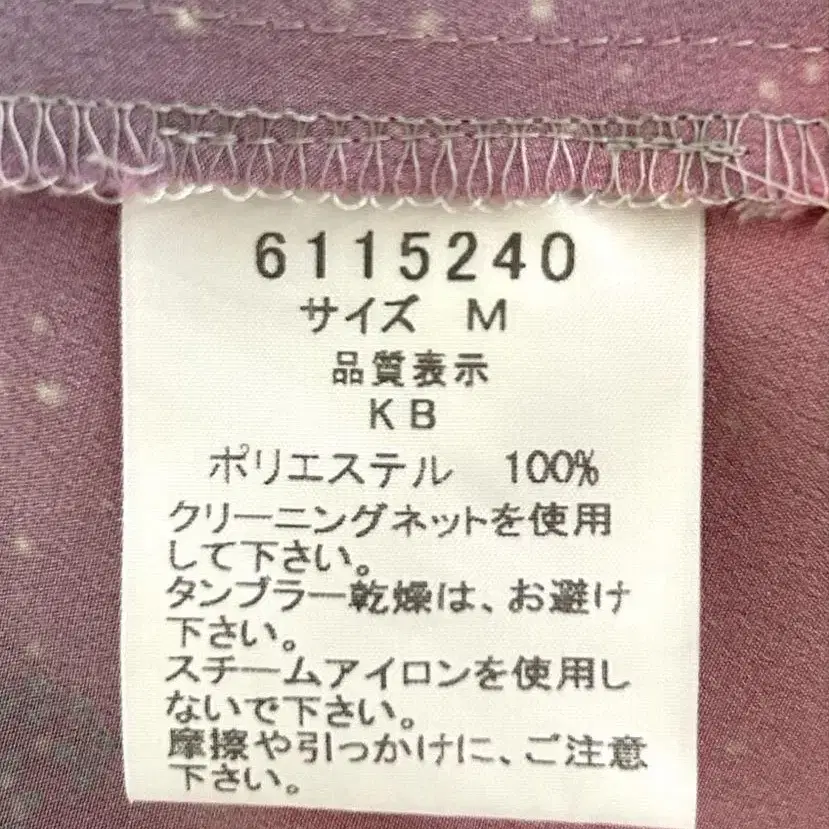 6115240
サイズ M
品質表示
KB
ポリエステル 100%
クリーニングネットを使用
して下さい。
タンブラー乾燥は、お避け
下さい。
スチームアイロンを使用し
ないで下さい。
摩擦や引っかけに、ご注意
下さい。